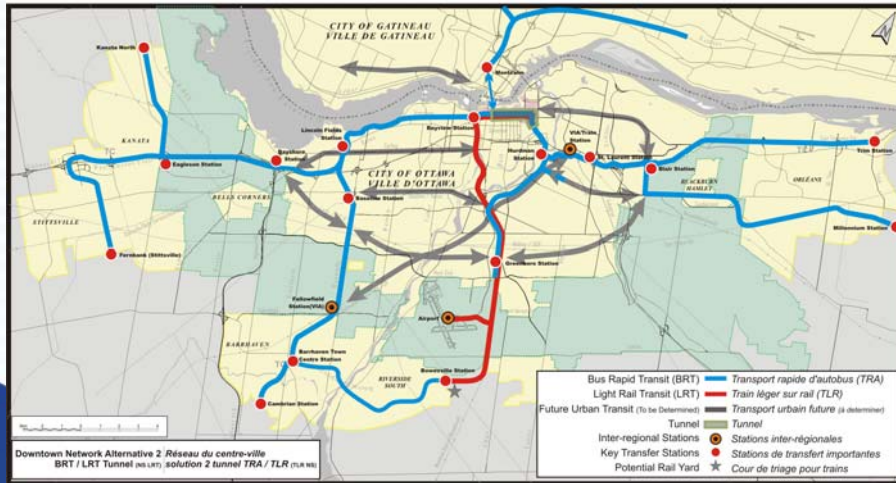 CITY OF GATINEAU
VILLE DE GATINEAU
Kanata North
Montcalm
KANATA
Lincoln Fields
Station
Bayview Station
VIA/Train
Station
Bayshore
Station
Hurdman
Station
St. Laurent Station
Trim Station
Eagleson Station
CITY OF OTTAWA
VILLE D'OTTAWA
Blair Station
BLACKBURN
HAMLET
ORLÉANS
BELLS CORNERS
Baseline Station
STITTSVILLE
Millennium Station
Fernbank (Stittsville)
Greenboro Station
Fallowfield
Station(VIA)
Airport
BARRHAVEN
Barrhaven Town
Centre Station
RIVERSIDE
SOUTH
Bowesville Station
Cambrian Station
Bus Rapid Transit (BRT) Transport rapide d'autobus (TRA)
Light Rail Transit (LRT) Train léger sur rail (TLR)
Future Urban Transit (To be Determined) Transport urbain future (à déterminer)
Tunnel Tunnel
Inter-regional Stations Stations inter-régionales
Key Transfer Stations Stations de transfert importantes
Potential Rail Yard Cour de triage pour trains
Downtown Network Alternative 2 Réseau du centre-ville
BRT / LRT Tunnel (NS LRT) solution 2 tunnel TRA / TLR (TLR NS)